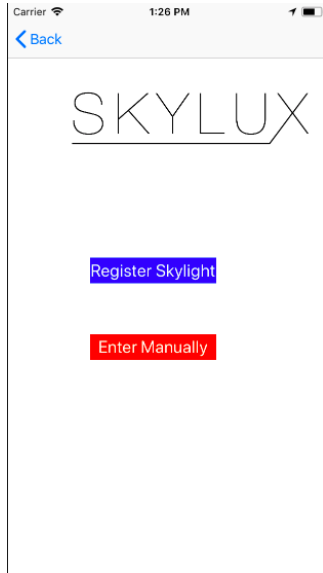 Carrier 1:26 PM
Back
SKYLUX
Register Skylight
Enter Manually